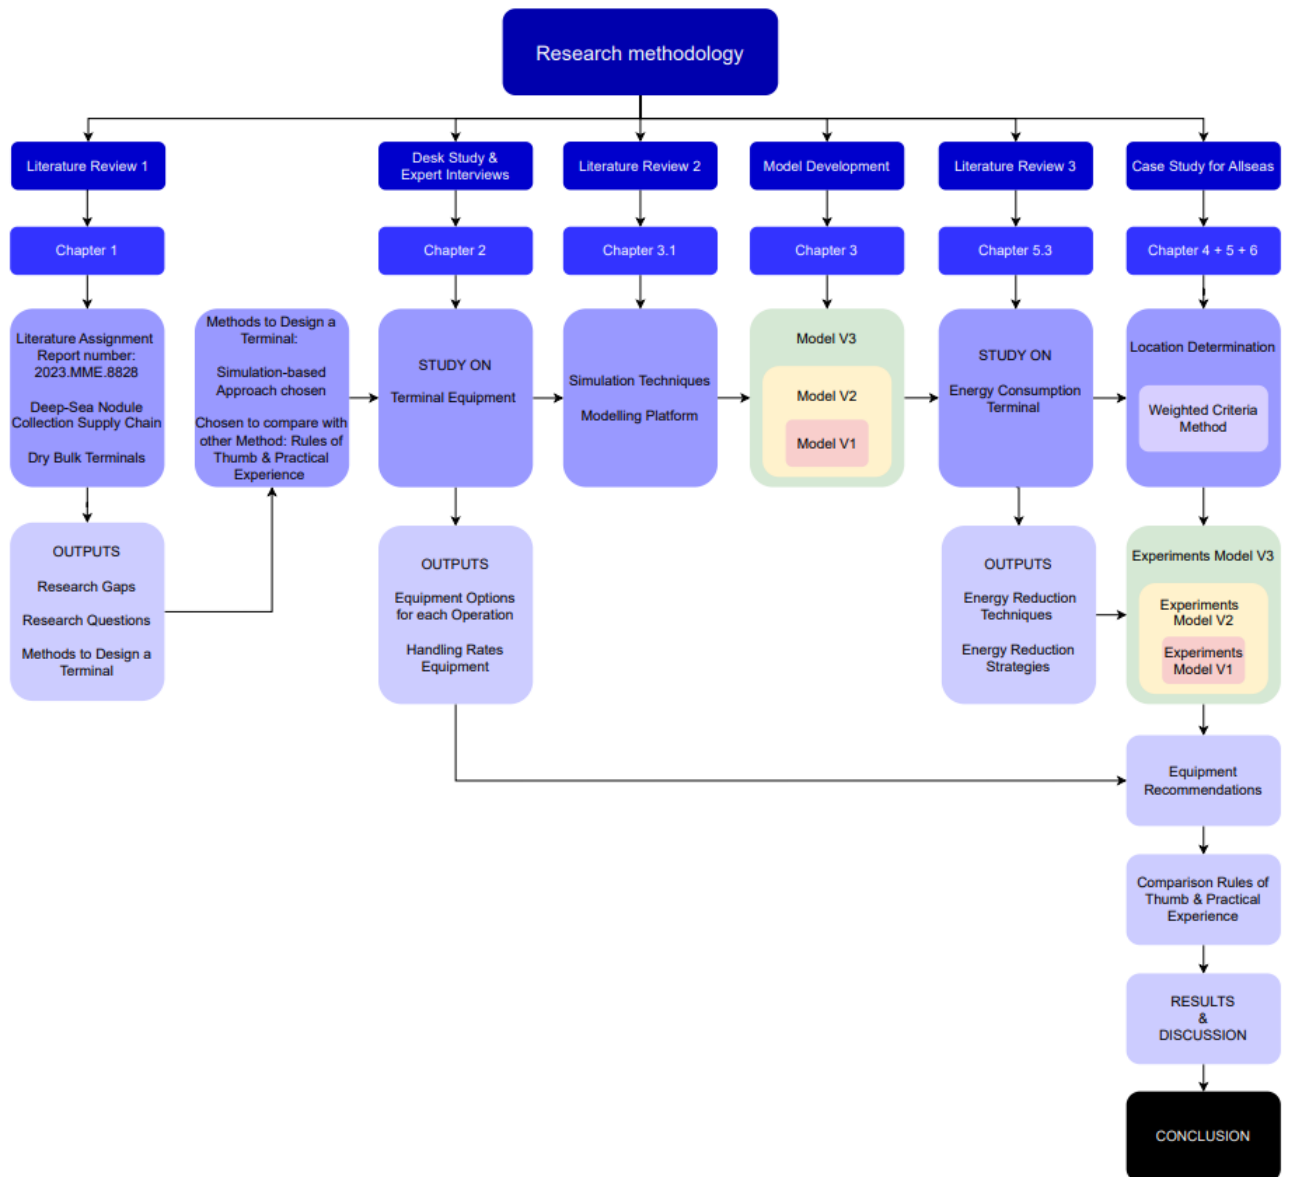 Research methodology
Literature Review 1
Desk Study &
Expert Interviews
Literature Review 2
Model Development
Literature Review 3
Case Study for Allseas
Chapter 1
Chapter 2
Chapter 3.1
Chapter 3
Chapter 5.3
Chapter 4 + 5 + 6
Literature Assignment
Report number:
2023.MME.8828
Deep-Sea Nodule
Collection Supply Chain
Dry Bulk Terminals
Methods to Design a
Terminal:
Simulation-based
Approach chosen
Chosen to compare with
other Method: Rules of
Thumb & Practical
Experience
STUDY ON
Terminal Equipment
Simulation Techniques
Modelling Platform
Model V3
Model V2
Model V1
STUDY ON
Energy Consumption
Terminal
Location Determination
Weighted Criteria
Method
OUTPUTS
Research Gaps
Research Questions
Methods to Design a
Terminal
OUTPUTS
Equipment Options
for each Operation
Handling Rates
Equipment
OUTPUTS
Energy Reduction
Techniques
Energy Reduction
Strategies
Experiments Model V3
Experiments
Model V2
Experiments
Model V1
Equipment
Recommendations
Comparison Rules of
Thumb & Practical
Experience
RESULTS
&
DISCUSSION
CONCLUSION